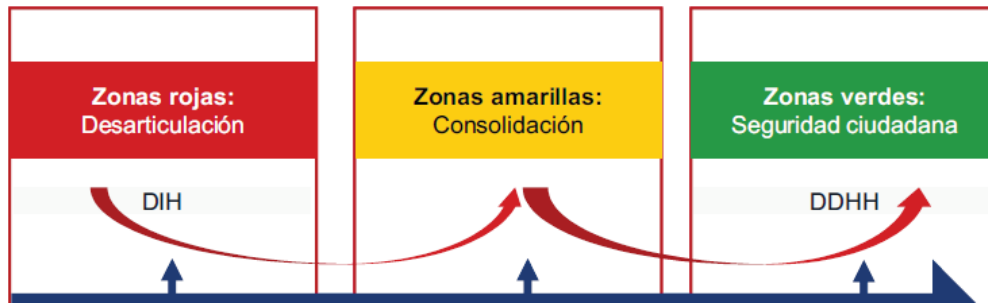 Zonas rojas:
Desarticulación
Zonas amarillas:
Consolidación
Zonas verdes:
Seguridad ciudadana
DIH
DDHH